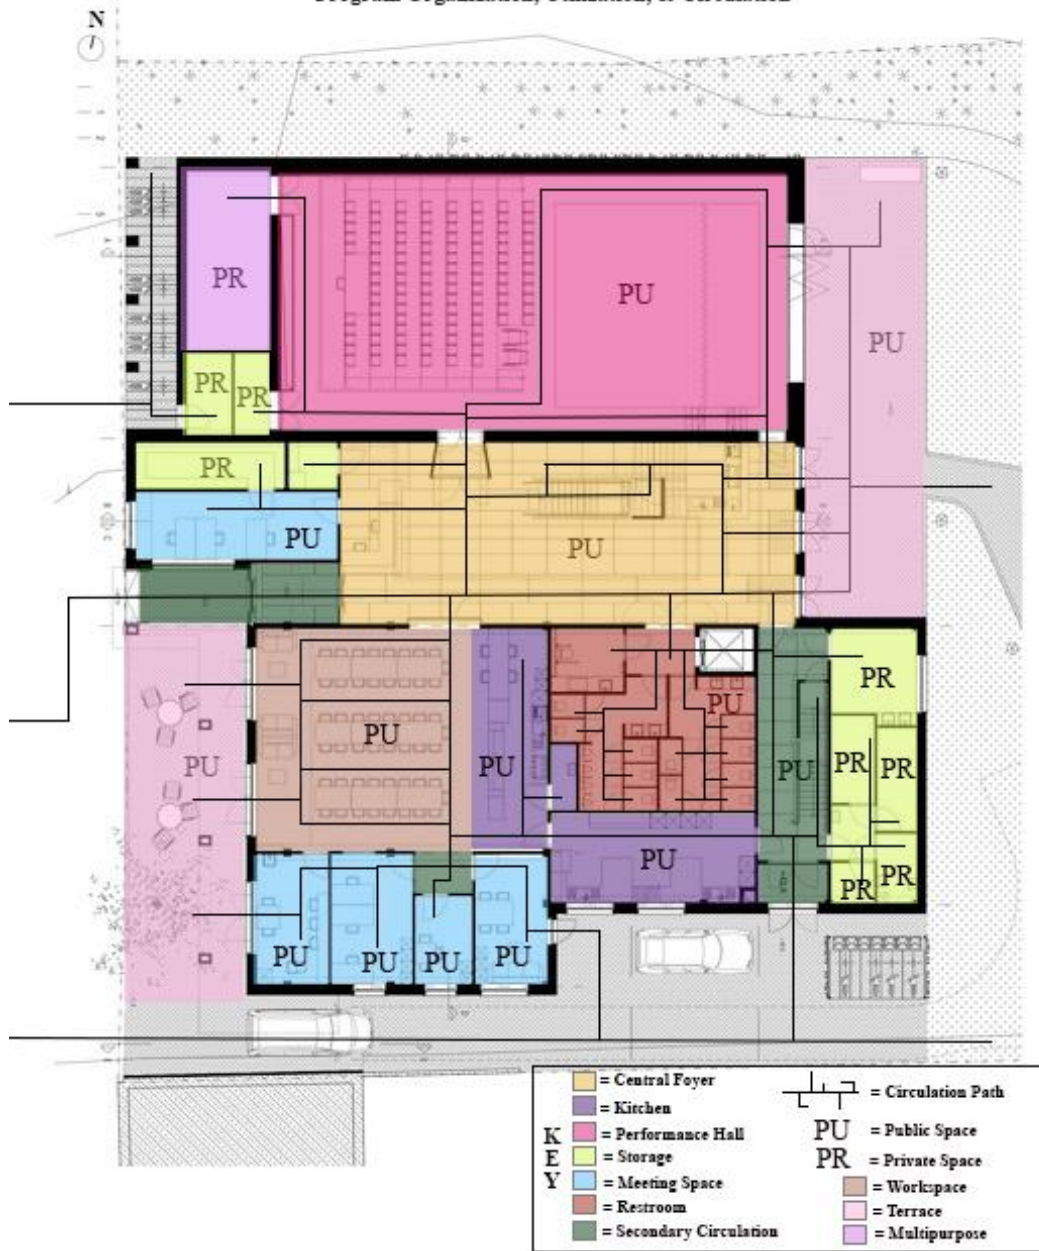 Program Organization, Utilization, & Circulation
N
PR
PU
PU
PR
PR
PR
PU
PU
PR
PU
PU
PU
PU
PU
PR
PR
PU
PR
PR
PU
PU
PU
PU
KEY
= Central Foyer
= Kitchen
= Performance Hall
= Storage
= Meeting Space
= Restroom
= Secondary Circulation
= Circulation Path
PU = Public Space
PR = Private Space
= Workspace
= Terrace
= Multipurpose